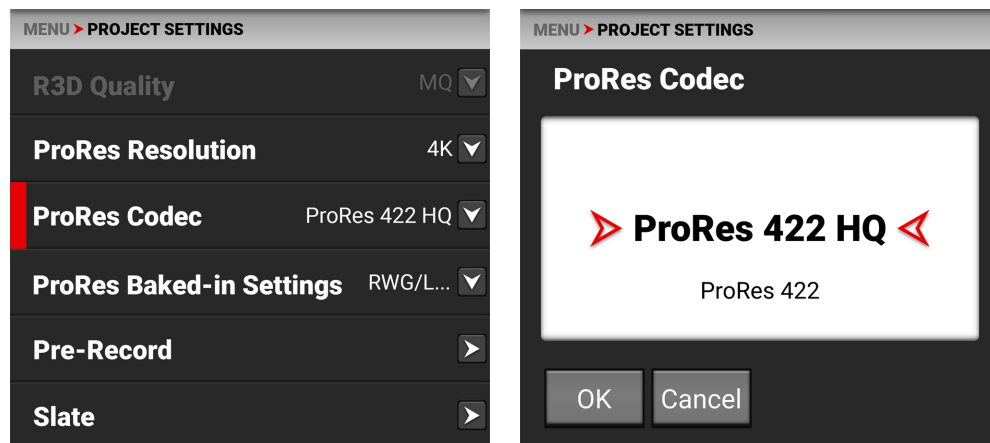 MENU > PROJECT SETTINGS
R3D Quality MQ
ProRes Resolution 4K
ProRes Codec ProRes 422 HQ
ProRes Baked-in Settings RWG/L...
Pre-Record
Slate
MENU > PROJECT SETTINGS
ProRes Codec
ProRes 422 HQ
ProRes 422
OK Cancel